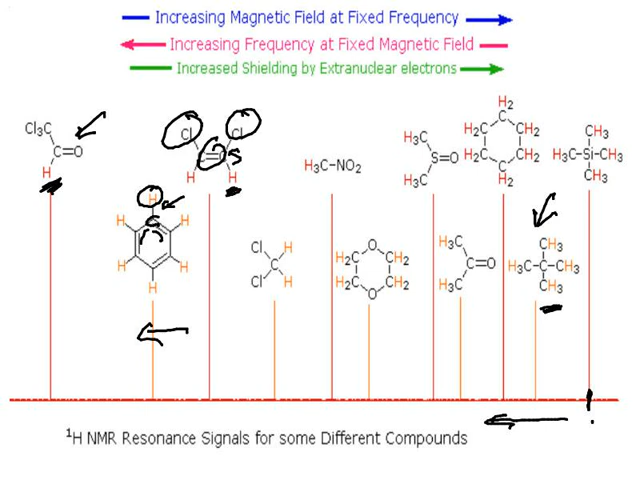 Increasing Magnetic Field at Fixed Frequency
Increasing Frequency at Fixed Magnetic Field
Increased Shielding by Extranuclear electrons
Cl₃C
C=O
H
Cl Cl
C=
H H
H₃C-NO₂
H₃C
S=O
H₃C
H₂
H₂C CH₂
H₂C CH₂
H₂
CH₃
H₃C-Si-CH₃
CH₃
H
H H
H H
H
Cl H
C
Cl H
O
H₂C CH₂
H₂C CH₂
O
H₃C
C=O
H₃C
CH₃
H₃C-C-CH₃
CH₃
¹H NMR Resonance Signals for some Different Compounds